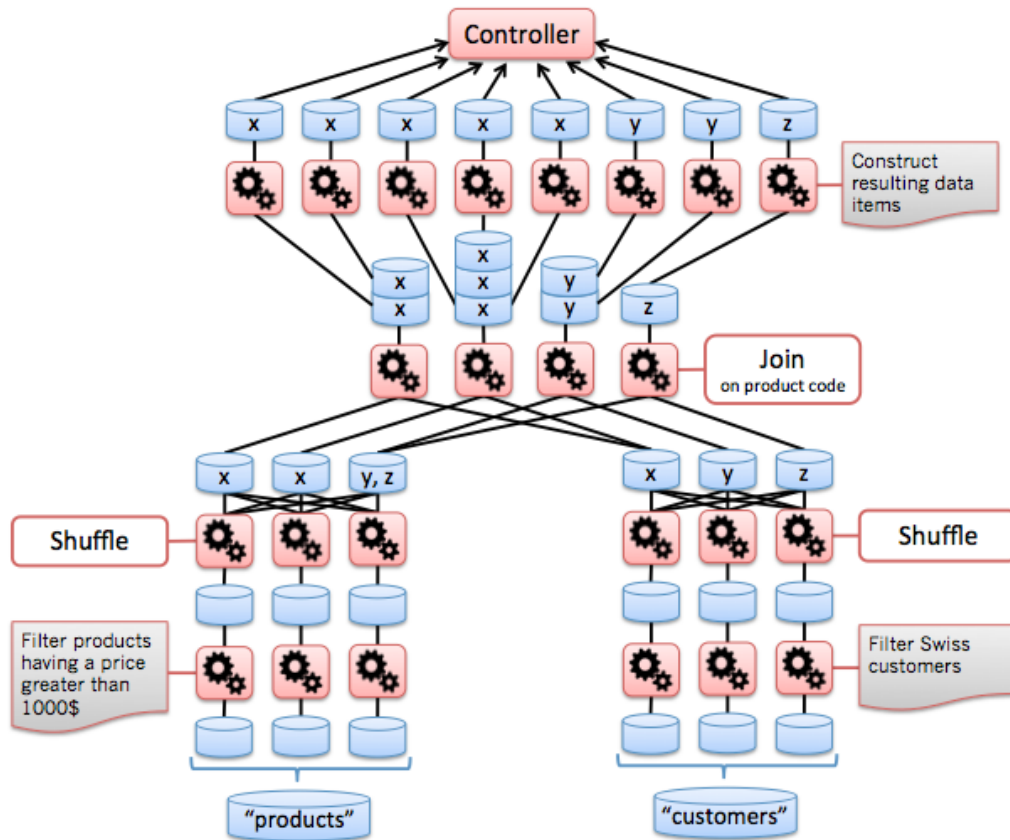 Controller
x
x
x
x
x
y
y
z
Construct
resulting data
items
x
x
x
x
x
y
y
z
Join
on product code
x
x
y, z
x
y
z
Shuffle
Shuffle
Filter products
having a price
greater than
1000$
Filter Swiss
customers
“products”
“customers”